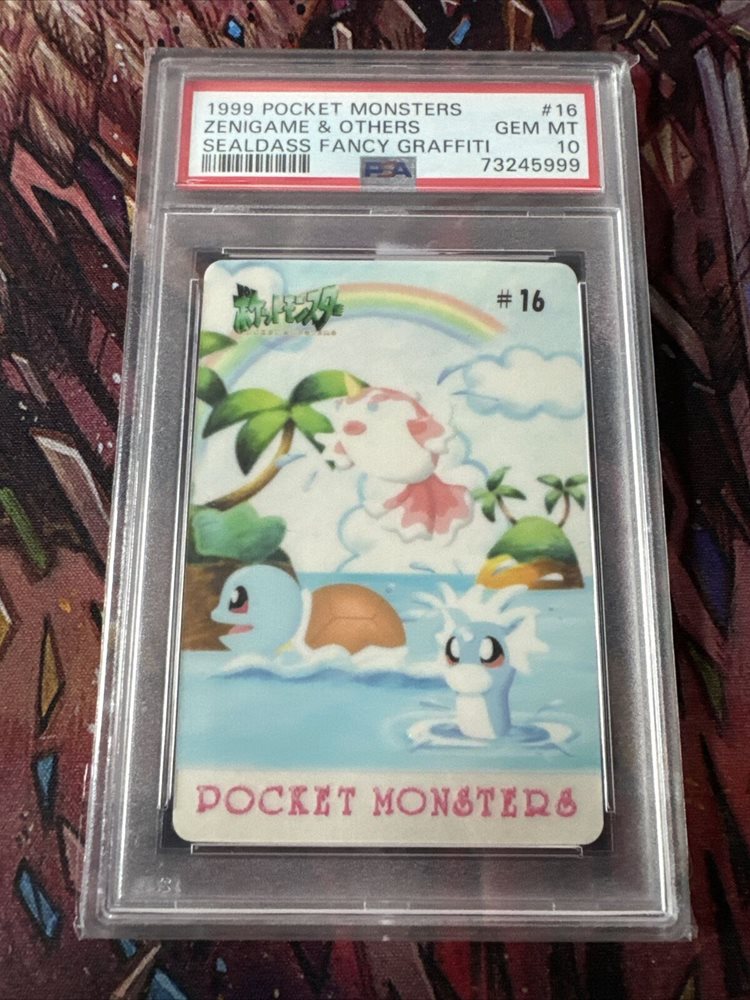 1999 POCKET MONSTERS #16
ZENIGAME & OTHERS GEM MT
SEALDASS FANCY GRAFFITI 10
PSA 73245999
ポケットモンスター
#16
POCKET MONSTERS